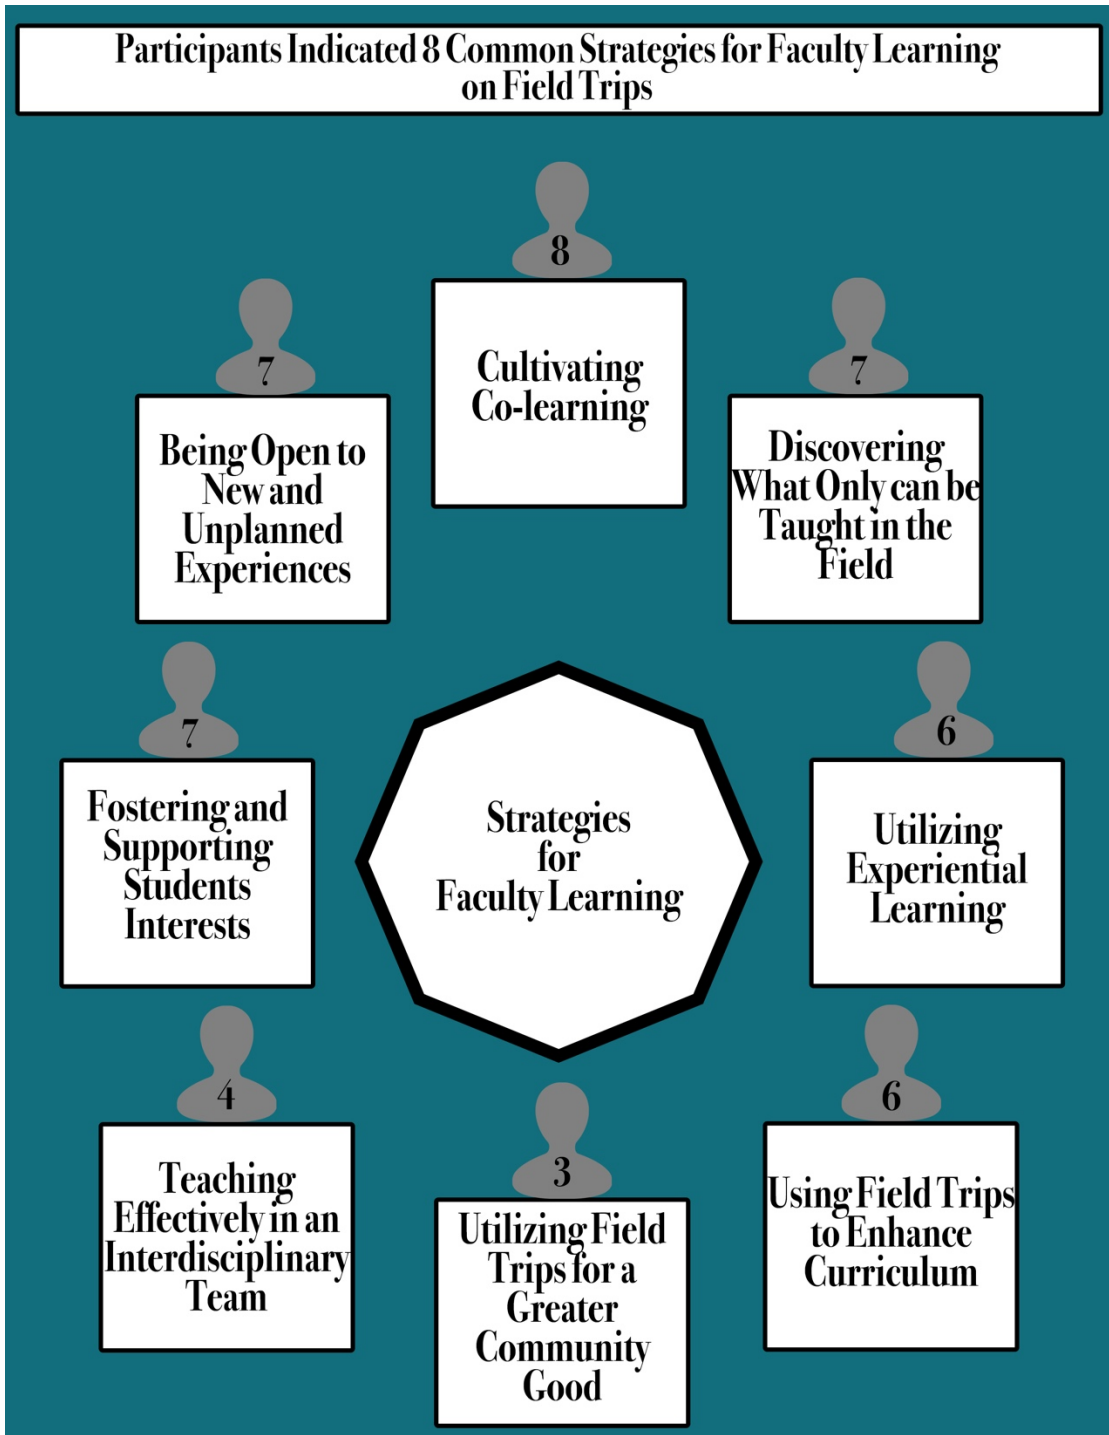 Participants Indicated 8 Common Strategies for Faculty Learning
on Field Trips
8
Cultivating
Co-learning
7
Being Open to
New and
Unplanned
Experiences
7
Discovering
What Only can be
Taught in the
Field
7
Fostering and
Supporting
Students
Interests
Strategies
for
Faculty Learning
6
Utilizing
Experiential
Learning
4
Teaching
Effectively in an
Interdisciplinary
Team
3
Utilizing Field
Trips for a
Greater
Community
Good
6
Using Field Trips
to Enhance
Curriculum